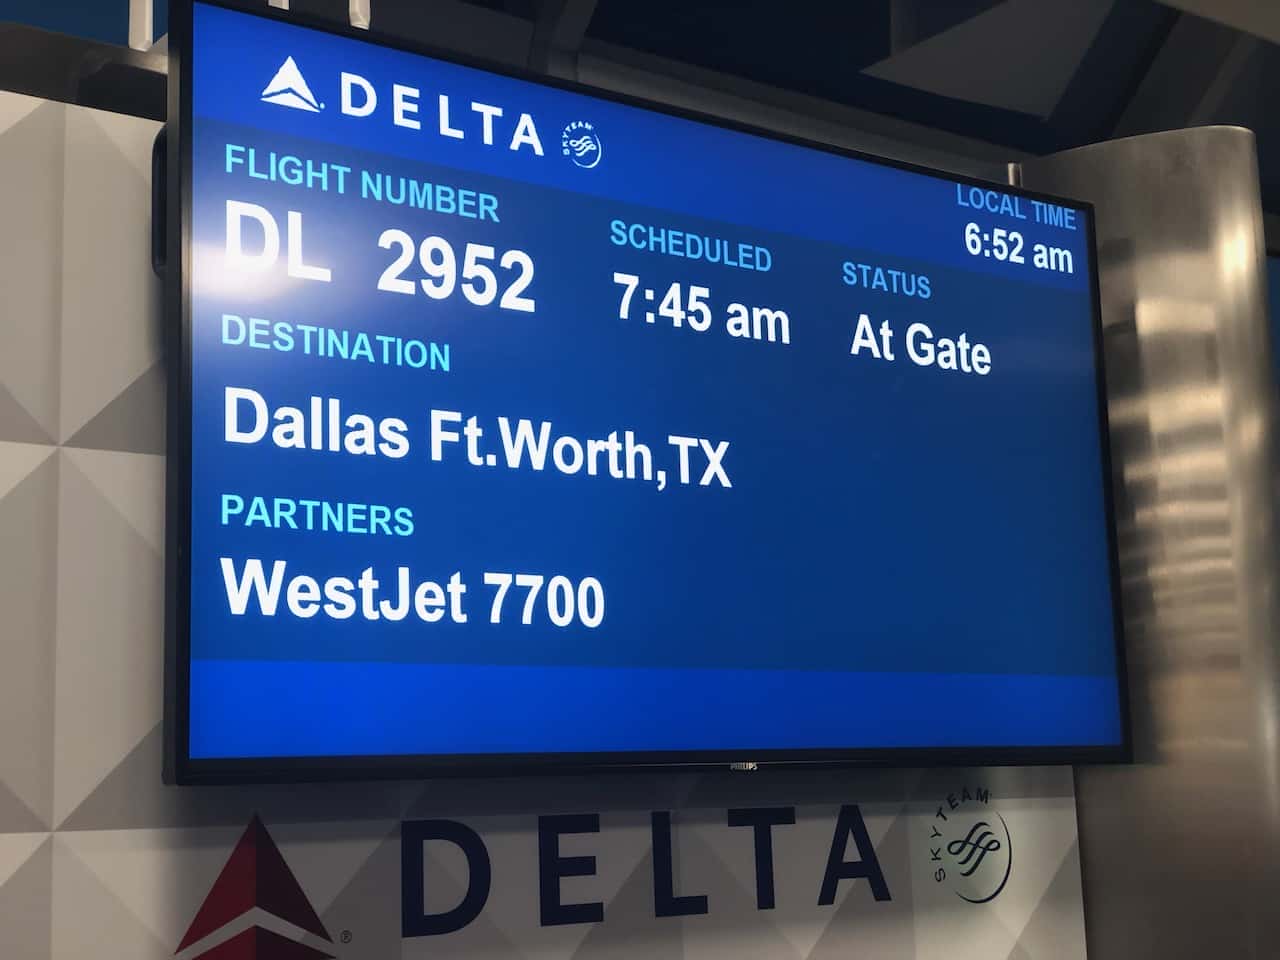 DELTA
SKYTEAM
LOCAL TIME
6:52 am
FLIGHT NUMBER
DL 2952
SCHEDULED
7:45 am
STATUS
At Gate
DESTINATION
Dallas Ft.Worth,TX
PARTNERS
WestJet 7700
PHILIPS
DELTA
SKYTEAM
®